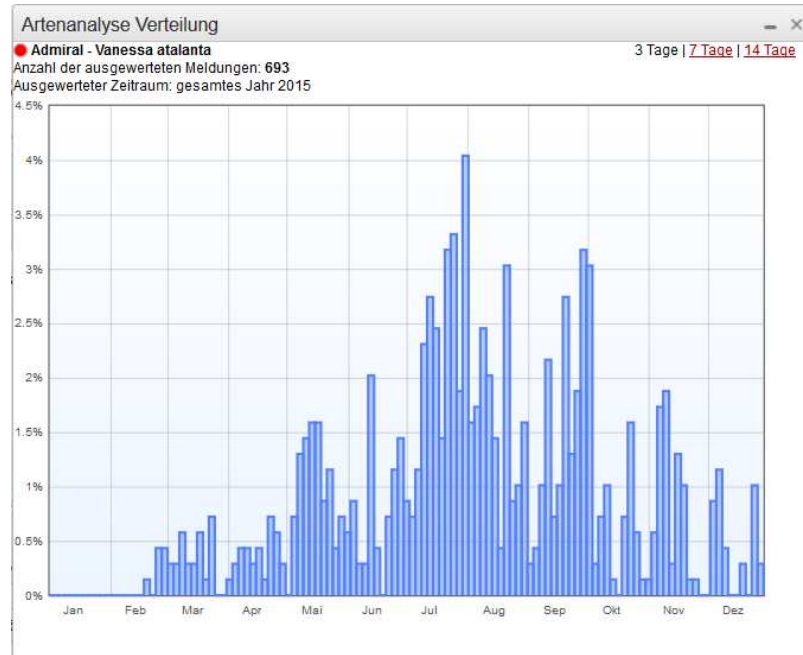 Artenanalyse Verteilung
Admiral - Vanessa atalanta
3 Tage | 7 Tage | 14 Tage
Anzahl der ausgewerteten Meldungen: 693
Ausgewerteter Zeitraum: gesamtes Jahr 2015
4.5%
4%
3.5%
3%
2.5%
2%
1.5%
1%
0.5%
0%
Jan Feb Mar Apr Mai Jun Jul Aug Sep Okt Nov Dez